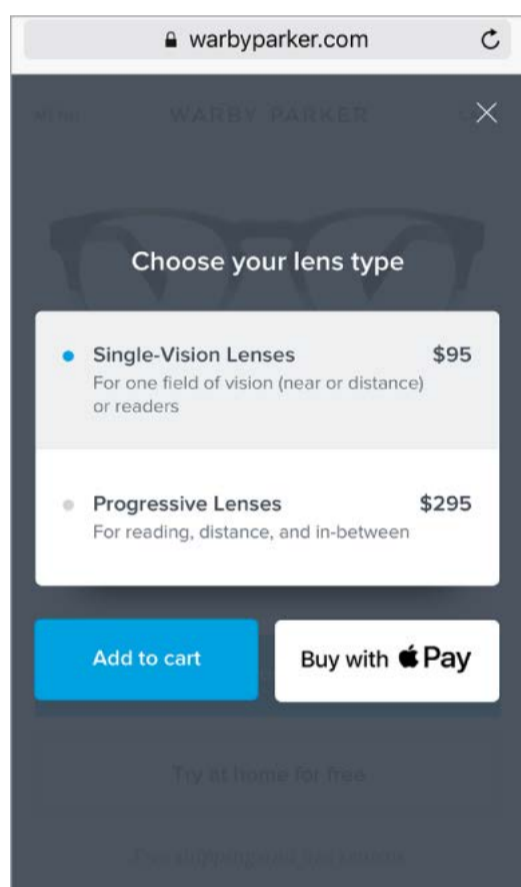 warbyparker.com
MENU WARBY PARKER
Choose your lens type
Single-Vision Lenses $95
For one field of vision (near or distance)
or readers
Progressive Lenses $295
For reading, distance, and in-between
Add to cart
Buy with Pay
Try at home for free